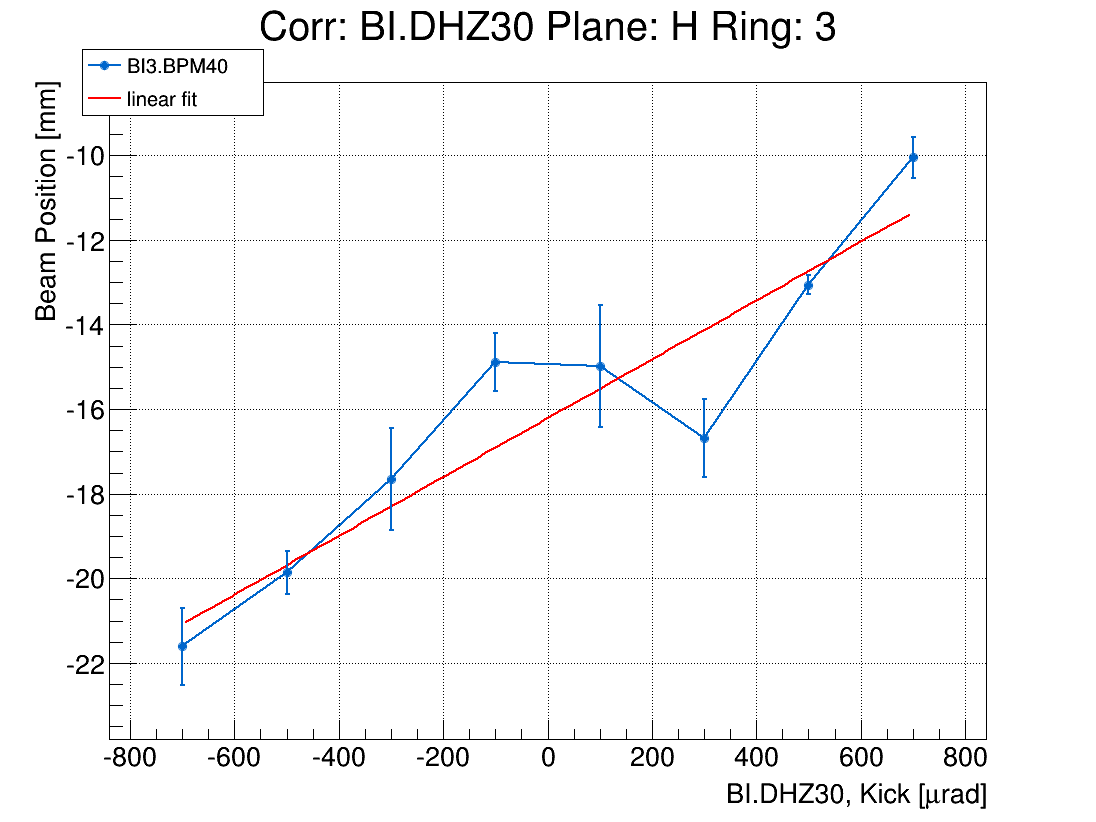 Corr: BI.DHZ30 Plane: H Ring: 3
BI3.BPM40
linear fit
Beam Position [mm]
-10
-12
-14
-16
-18
-20
-22
-800 -600 -400 -200 0 200 400 600 800
BI.DHZ30, Kick [μrad]